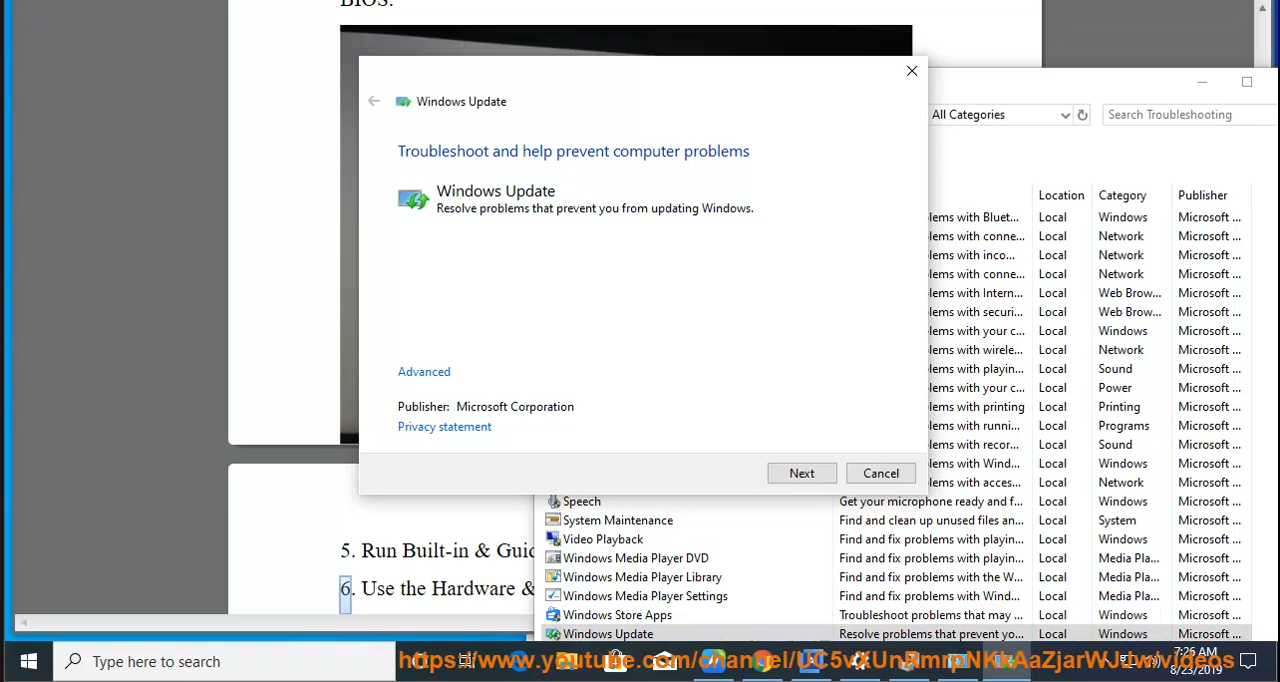 BIOS.
Windows Update
Troubleshoot and help prevent computer problems
Windows Update
Resolve problems that prevent you from updating Windows.
Advanced
Publisher: Microsoft Corporation
Privacy statement
Next Cancel
All Categories
Search Troubleshooting
Location Category Publisher
lems with Bluet... Local Windows Microsoft ...
lems with conne... Local Network Microsoft ...
lems with inco... Local Network Microsoft ...
lems with conne... Local Network Microsoft ...
lems with Intern... Local Web Brow... Microsoft ...
lems with securi... Local Web Brow... Microsoft ...
lems with your c... Local Windows Microsoft ...
lems with wirele... Local Network Microsoft ...
lems with playin... Local Sound Microsoft ...
lems with your c... Local Power Microsoft ...
lems with printing Local Printing Microsoft ...
lems with runni... Local Programs Microsoft ...
lems with recor... Local Sound Microsoft ...
lems with Wind... Local Windows Microsoft ...
lems with acces... Local Network Microsoft ...
Speech Get your microphone ready and f... Local Windows Microsoft ...
System Maintenance Find and clean up unused files an... Local System Microsoft ...
Video Playback Find and fix problems with playin... Local Windows Microsoft ...
Windows Media Player DVD Find and fix problems with playin... Local Media Pla... Microsoft ...
Windows Media Player Library Find and fix problems with the W... Local Media Pla... Microsoft ...
Windows Media Player Settings Find and fix problems with Wind... Local Media Pla... Microsoft ...
Windows Store Apps Troubleshoot problems that may ... Local Windows Microsoft ...
Windows Update Resolve problems that prevent yo... Local Windows Microsoft ...
5. Run Built-in & Guid
6. Use the Hardware &
Type here to search
7:26 AM
8/23/2019